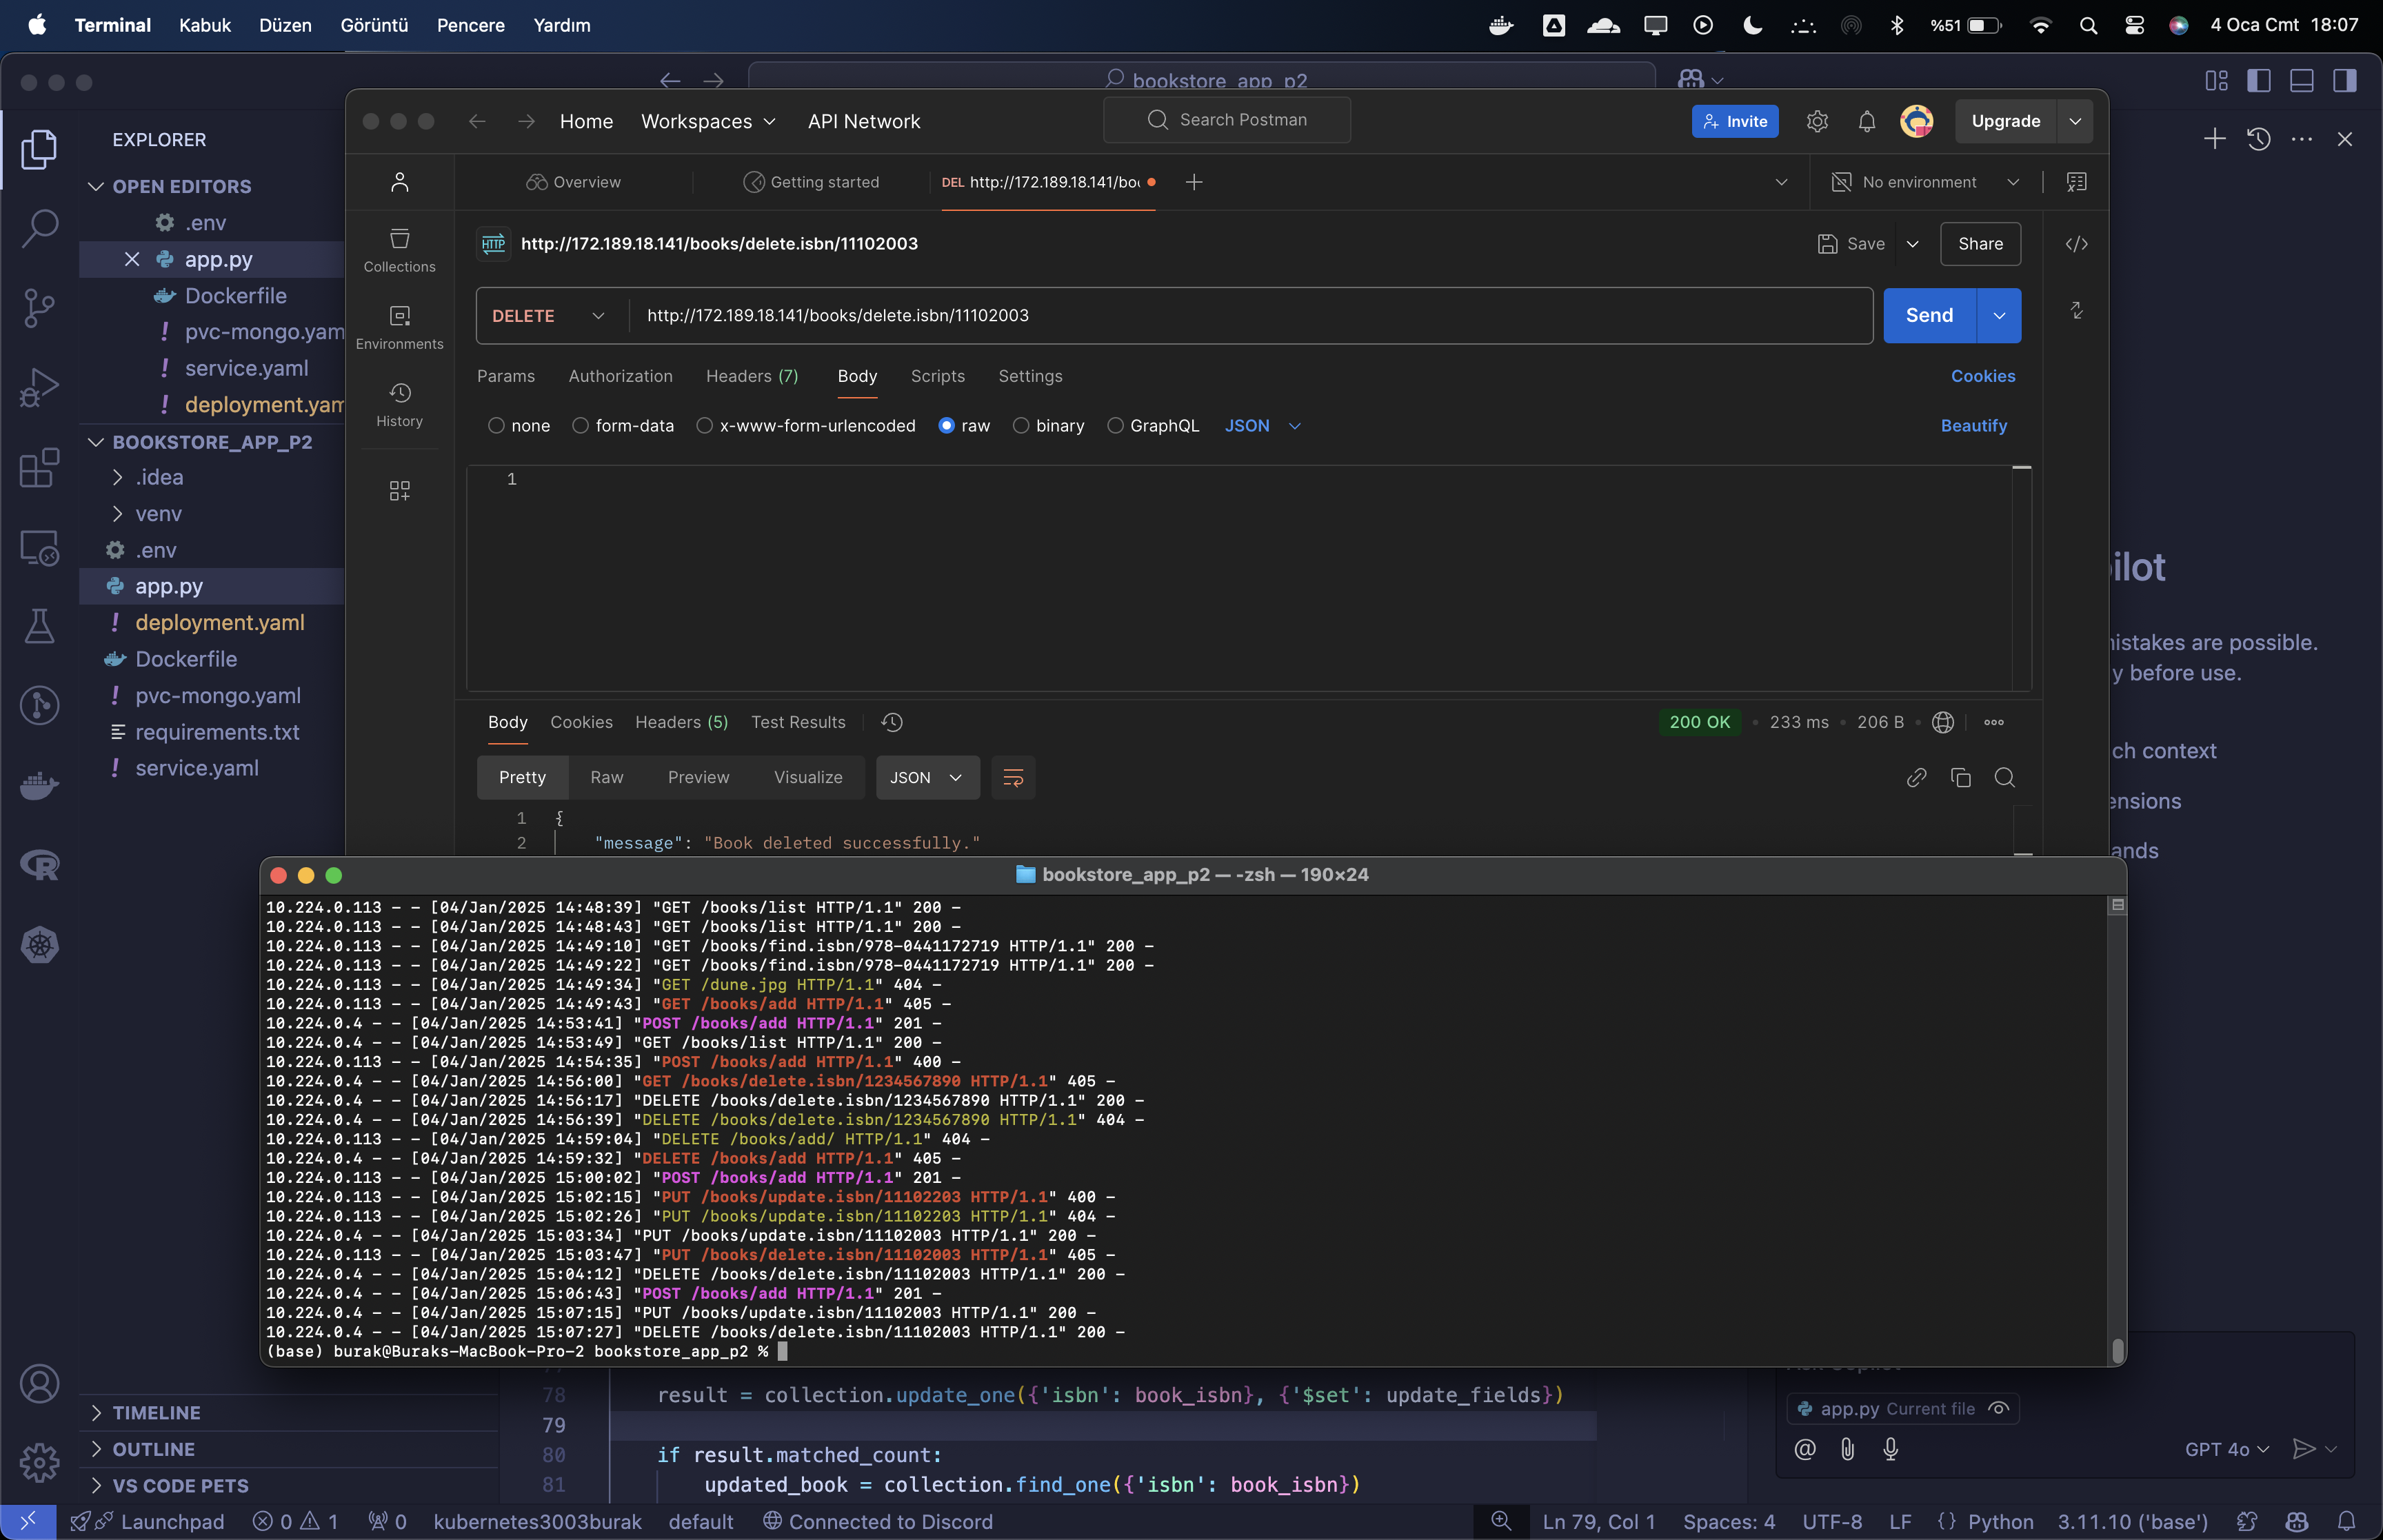 Terminal Kabuk Düzen Görüntü Pencere Yardım %51 4 Oca Cmt 18:07
bookstore_app_p2
EXPLORER
OPEN EDITORS
.env
app.py
Dockerfile
pvc-mongo.yam
service.yaml
deployment.yam
BOOKSTORE_APP_P2
.idea
venv
.env
app.py
deployment.yaml
Dockerfile
pvc-mongo.yaml
requirements.txt
service.yaml
TIMELINE
OUTLINE
VS CODE PETS
Home Workspaces API Network Search Postman Invite Upgrade
Overview Getting started DEL http://172.189.18.141/bo No environment
Collections
Environments
History
HTTP http://172.189.18.141/books/delete.isbn/11102003 Save Share
DELETE http://172.189.18.141/books/delete.isbn/11102003 Send
Params Authorization Headers (7) Body Scripts Settings Cookies
none form-data x-www-form-urlencoded raw binary GraphQL JSON Beautify
1
Body Cookies Headers (5) Test Results 200 OK 233 ms 206 B
Pretty Raw Preview Visualize JSON
1 {
2 "message": "Book deleted successfully."
ilot
istakes are possible.
y before use.
ch context
ensions
ands
bookstore_app_p2 — -zsh — 190×24
10.224.0.113 - - [04/Jan/2025 14:48:39] "GET /books/list HTTP/1.1" 200 -
10.224.0.113 - - [04/Jan/2025 14:48:43] "GET /books/list HTTP/1.1" 200 -
10.224.0.113 - - [04/Jan/2025 14:49:10] "GET /books/find.isbn/978-0441172719 HTTP/1.1" 200 -
10.224.0.113 - - [04/Jan/2025 14:49:22] "GET /books/find.isbn/978-0441172719 HTTP/1.1" 200 -
10.224.0.113 - - [04/Jan/2025 14:49:34] "GET /dune.jpg HTTP/1.1" 404 -
10.224.0.113 - - [04/Jan/2025 14:49:43] "GET /books/add HTTP/1.1" 405 -
10.224.0.4 - - [04/Jan/2025 14:53:41] "POST /books/add HTTP/1.1" 201 -
10.224.0.4 - - [04/Jan/2025 14:53:49] "GET /books/list HTTP/1.1" 200 -
10.224.0.113 - - [04/Jan/2025 14:54:35] "POST /books/add HTTP/1.1" 400 -
10.224.0.4 - - [04/Jan/2025 14:56:00] "GET /books/delete.isbn/1234567890 HTTP/1.1" 405 -
10.224.0.4 - - [04/Jan/2025 14:56:17] "DELETE /books/delete.isbn/1234567890 HTTP/1.1" 200 -
10.224.0.4 - - [04/Jan/2025 14:56:39] "DELETE /books/delete.isbn/1234567890 HTTP/1.1" 404 -
10.224.0.113 - - [04/Jan/2025 14:59:04] "DELETE /books/add/ HTTP/1.1" 404 -
10.224.0.4 - - [04/Jan/2025 14:59:32] "DELETE /books/add HTTP/1.1" 405 -
10.224.0.113 - - [04/Jan/2025 15:00:02] "POST /books/add HTTP/1.1" 201 -
10.224.0.113 - - [04/Jan/2025 15:02:15] "PUT /books/update.isbn/11102203 HTTP/1.1" 400 -
10.224.0.113 - - [04/Jan/2025 15:02:26] "PUT /books/update.isbn/11102203 HTTP/1.1" 404 -
10.224.0.4 - - [04/Jan/2025 15:03:34] "PUT /books/update.isbn/11102003 HTTP/1.1" 200 -
10.224.0.113 - - [04/Jan/2025 15:03:47] "PUT /books/delete.isbn/11102003 HTTP/1.1" 405 -
10.224.0.4 - - [04/Jan/2025 15:04:12] "DELETE /books/delete.isbn/11102003 HTTP/1.1" 200 -
10.224.0.4 - - [04/Jan/2025 15:06:43] "POST /books/add HTTP/1.1" 201 -
10.224.0.4 - - [04/Jan/2025 15:07:15] "PUT /books/update.isbn/11102003 HTTP/1.1" 200 -
10.224.0.4 - - [04/Jan/2025 15:07:27] "DELETE /books/delete.isbn/11102003 HTTP/1.1" 200 -
(base) burak@Buraks-MacBook-Pro-2 bookstore_app_p2 %
78 result = collection.update_one({'isbn': book_isbn}, {'$set': update_fields})
79
80 if result.matched_count:
81 updated_book = collection.find_one({'isbn': book_isbn})
app.py Current file
GPT 4o
Launchpad 0 1 0 kubernetes3003burak default Connected to Discord Ln 79, Col 1 Spaces: 4 UTF-8 LF {} Python 3.11.10 ('base')